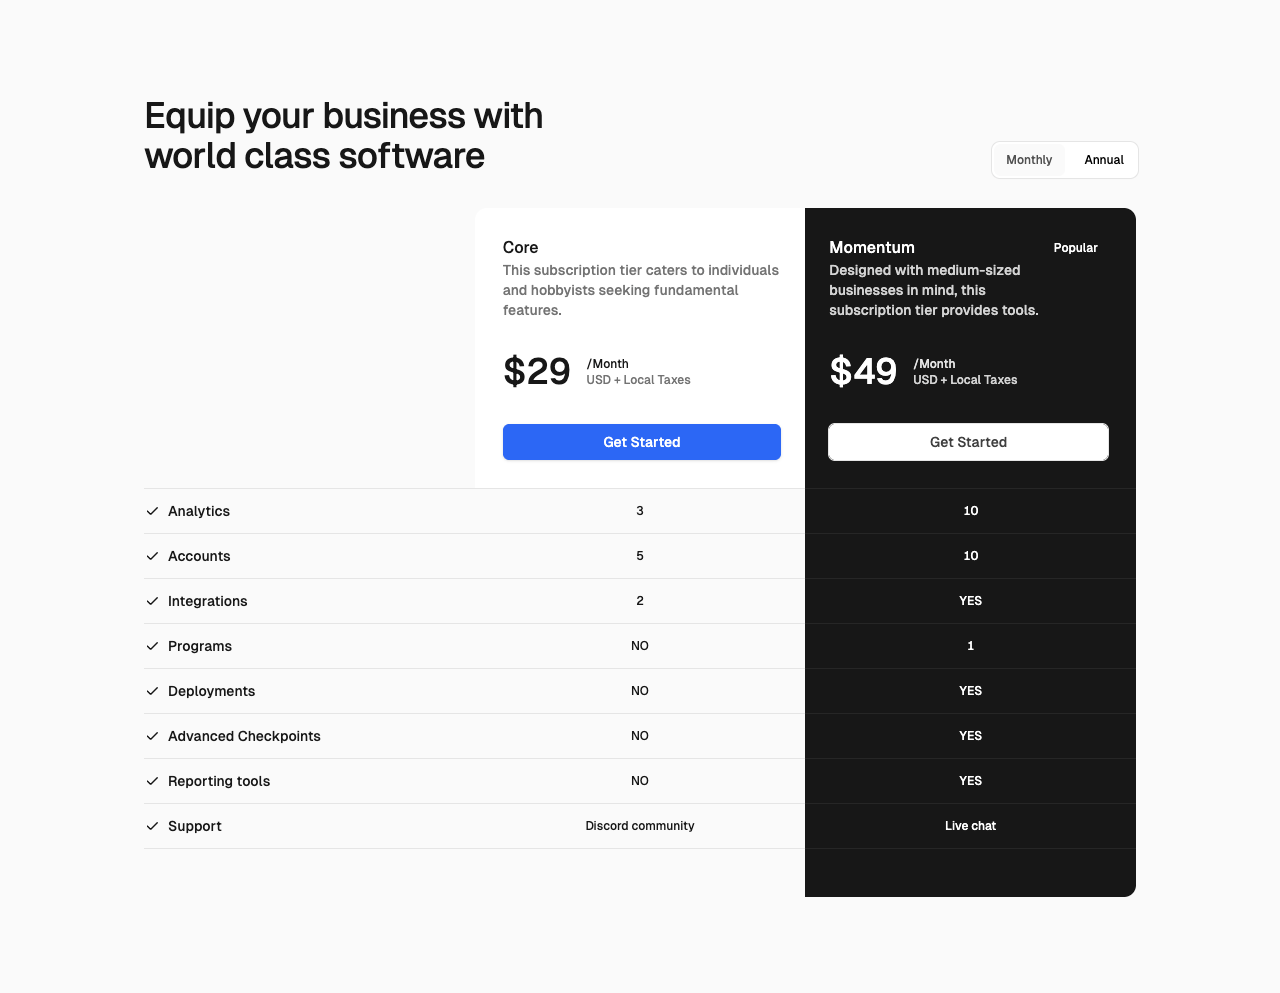 Equip your business with
world class software
Monthly
Annual
Core
This subscription tier caters to individuals
and hobbyists seeking fundamental
features.
$29
/Month
USD + Local Taxes
Get Started
Momentum
Popular
Designed with medium-sized
businesses in mind, this
subscription tier provides tools.
$49
/Month
USD + Local Taxes
Get Started
Analytics 3 10
Accounts 5 10
Integrations 2 YES
Programs NO 1
Deployments NO YES
Advanced Checkpoints NO YES
Reporting tools NO YES
Support Discord community Live chat